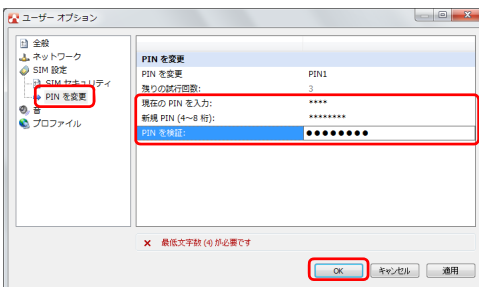 ユーザー オプション
全般
ネットワーク
SIM 設定
SIM セキュリティ
PIN を変更
音
プロファイル
PIN を変更
PIN を変更 PIN1
残りの試行回数: 3
現在の PIN を入力: ****
新規 PIN (4～8 桁): ********
PIN を検証: ●●●●●●●●
最低文字数 (4) が必要です
OK キャンセル 適用